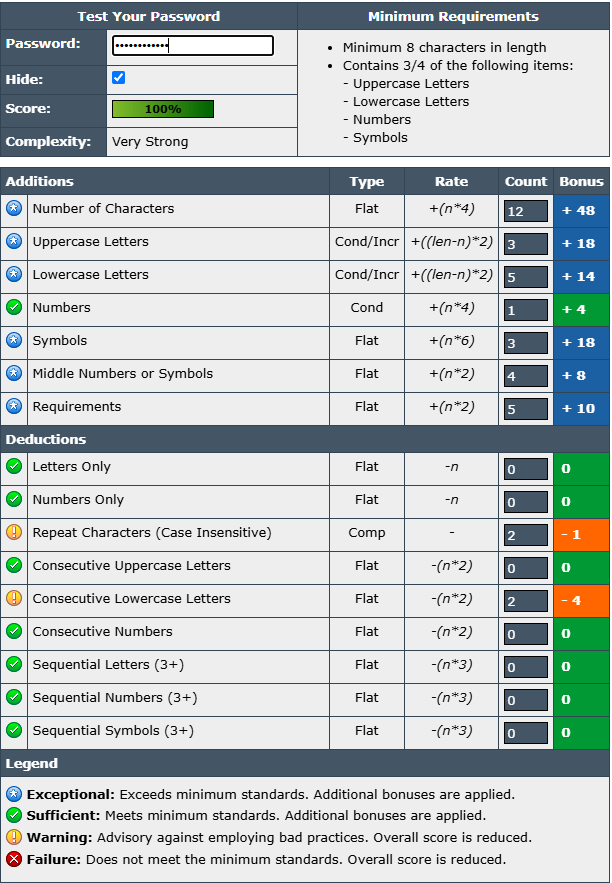 Test Your Password Minimum Requirements
Password: ••••••••••••
• Minimum 8 characters in length
• Contains 3/4 of the following items:
- Uppercase Letters
- Lowercase Letters
- Numbers
- Symbols
Hide:
Score: 100%
Complexity: Very Strong
Additions Type Rate Count Bonus
Number of Characters Flat +(n*4) 12 + 48
Uppercase Letters Cond/Incr +((len-n)*2) 3 + 18
Lowercase Letters Cond/Incr +((len-n)*2) 5 + 14
Numbers Cond +(n*4) 1 + 4
Symbols Flat +(n*6) 3 + 18
Middle Numbers or Symbols Flat +(n*2) 4 + 8
Requirements Flat +(n*2) 5 + 10
Deductions
Letters Only Flat -n 0 0
Numbers Only Flat -n 0 0
Repeat Characters (Case Insensitive) Comp - 2 - 1
Consecutive Uppercase Letters Flat -(n*2) 0 0
Consecutive Lowercase Letters Flat -(n*2) 2 - 4
Consecutive Numbers Flat -(n*2) 0 0
Sequential Letters (3+) Flat -(n*3) 0 0
Sequential Numbers (3+) Flat -(n*3) 0 0
Sequential Symbols (3+) Flat -(n*3) 0 0
Legend
Exceptional: Exceeds minimum standards. Additional bonuses are applied.
Sufficient: Meets minimum standards. Additional bonuses are applied.
Warning: Advisory against employing bad practices. Overall score is reduced.
Failure: Does not meet the minimum standards. Overall score is reduced.